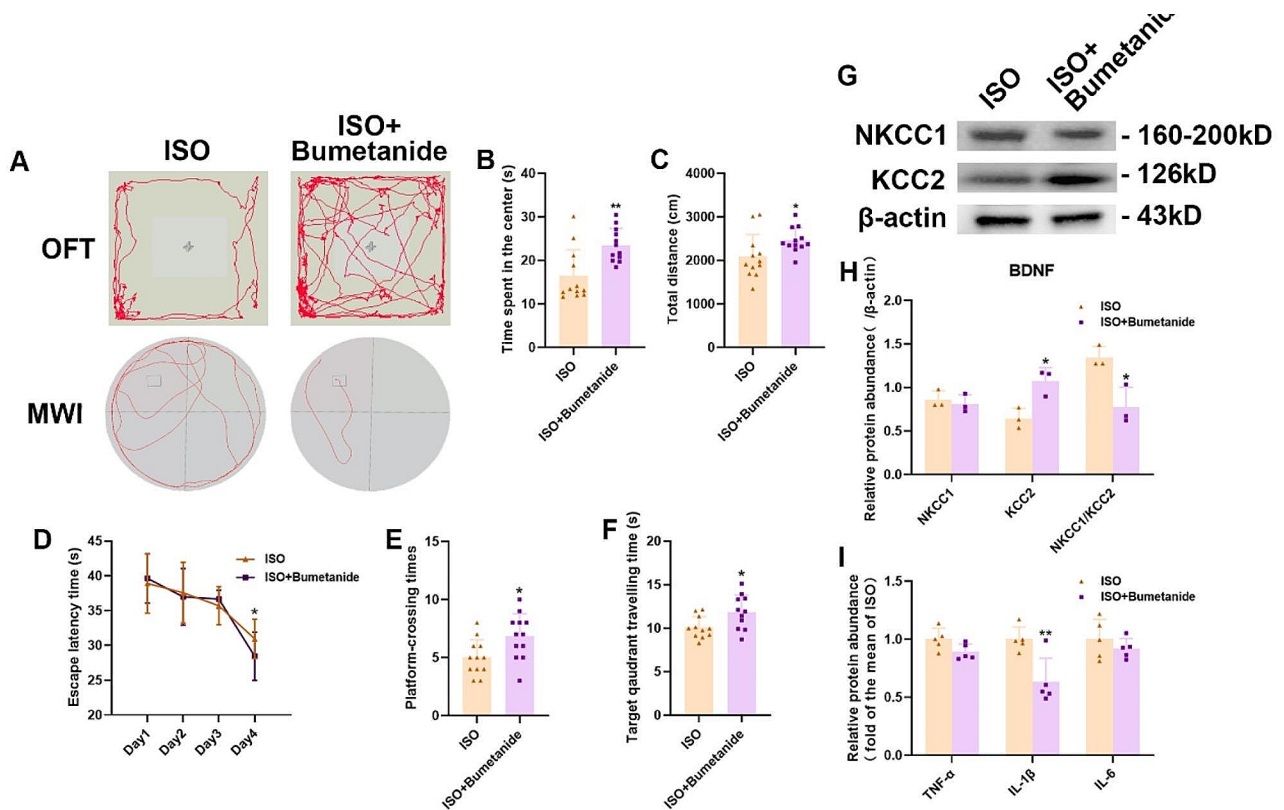 A
ISO
ISO+
Bumetanide
OFT
MWI
B
Time spent in the center (s)
40
30
20
10
0
ISO
ISO+Bumetanide
**
C
Total distance (cm)
4000
3000
2000
1000
0
ISO
ISO+Bumetanide
*
D
Escape latency time (s)
45
40
35
30
25
20
Day1
Day2
Day3
Day4
ISO
ISO+Bumetanide
*
E
Platform-crossing times
15
10
5
0
ISO
ISO+Bumetanide
*
F
Target qaudrant travelling time (s)
20
15
10
5
0
ISO
ISO+Bumetanide
*
G
ISO
ISO+
Bumetanid
NKCC1
- 160-200kD
KCC2
- 126kD
β-actin
- 43kD
H
BDNF
Relative protein abundance( /β-actin)
2.0
1.5
1.0
0.5
0.0
NKCC1
KCC2
NKCC1/KCC2
ISO
ISO+Bumetanide
*
*
I
Relative protein abundance
(fold of the mean of ISO)
1.5
1.0
0.5
0.0
TNF-α
IL-1β
IL-6
ISO
ISO+Bumetanide
**